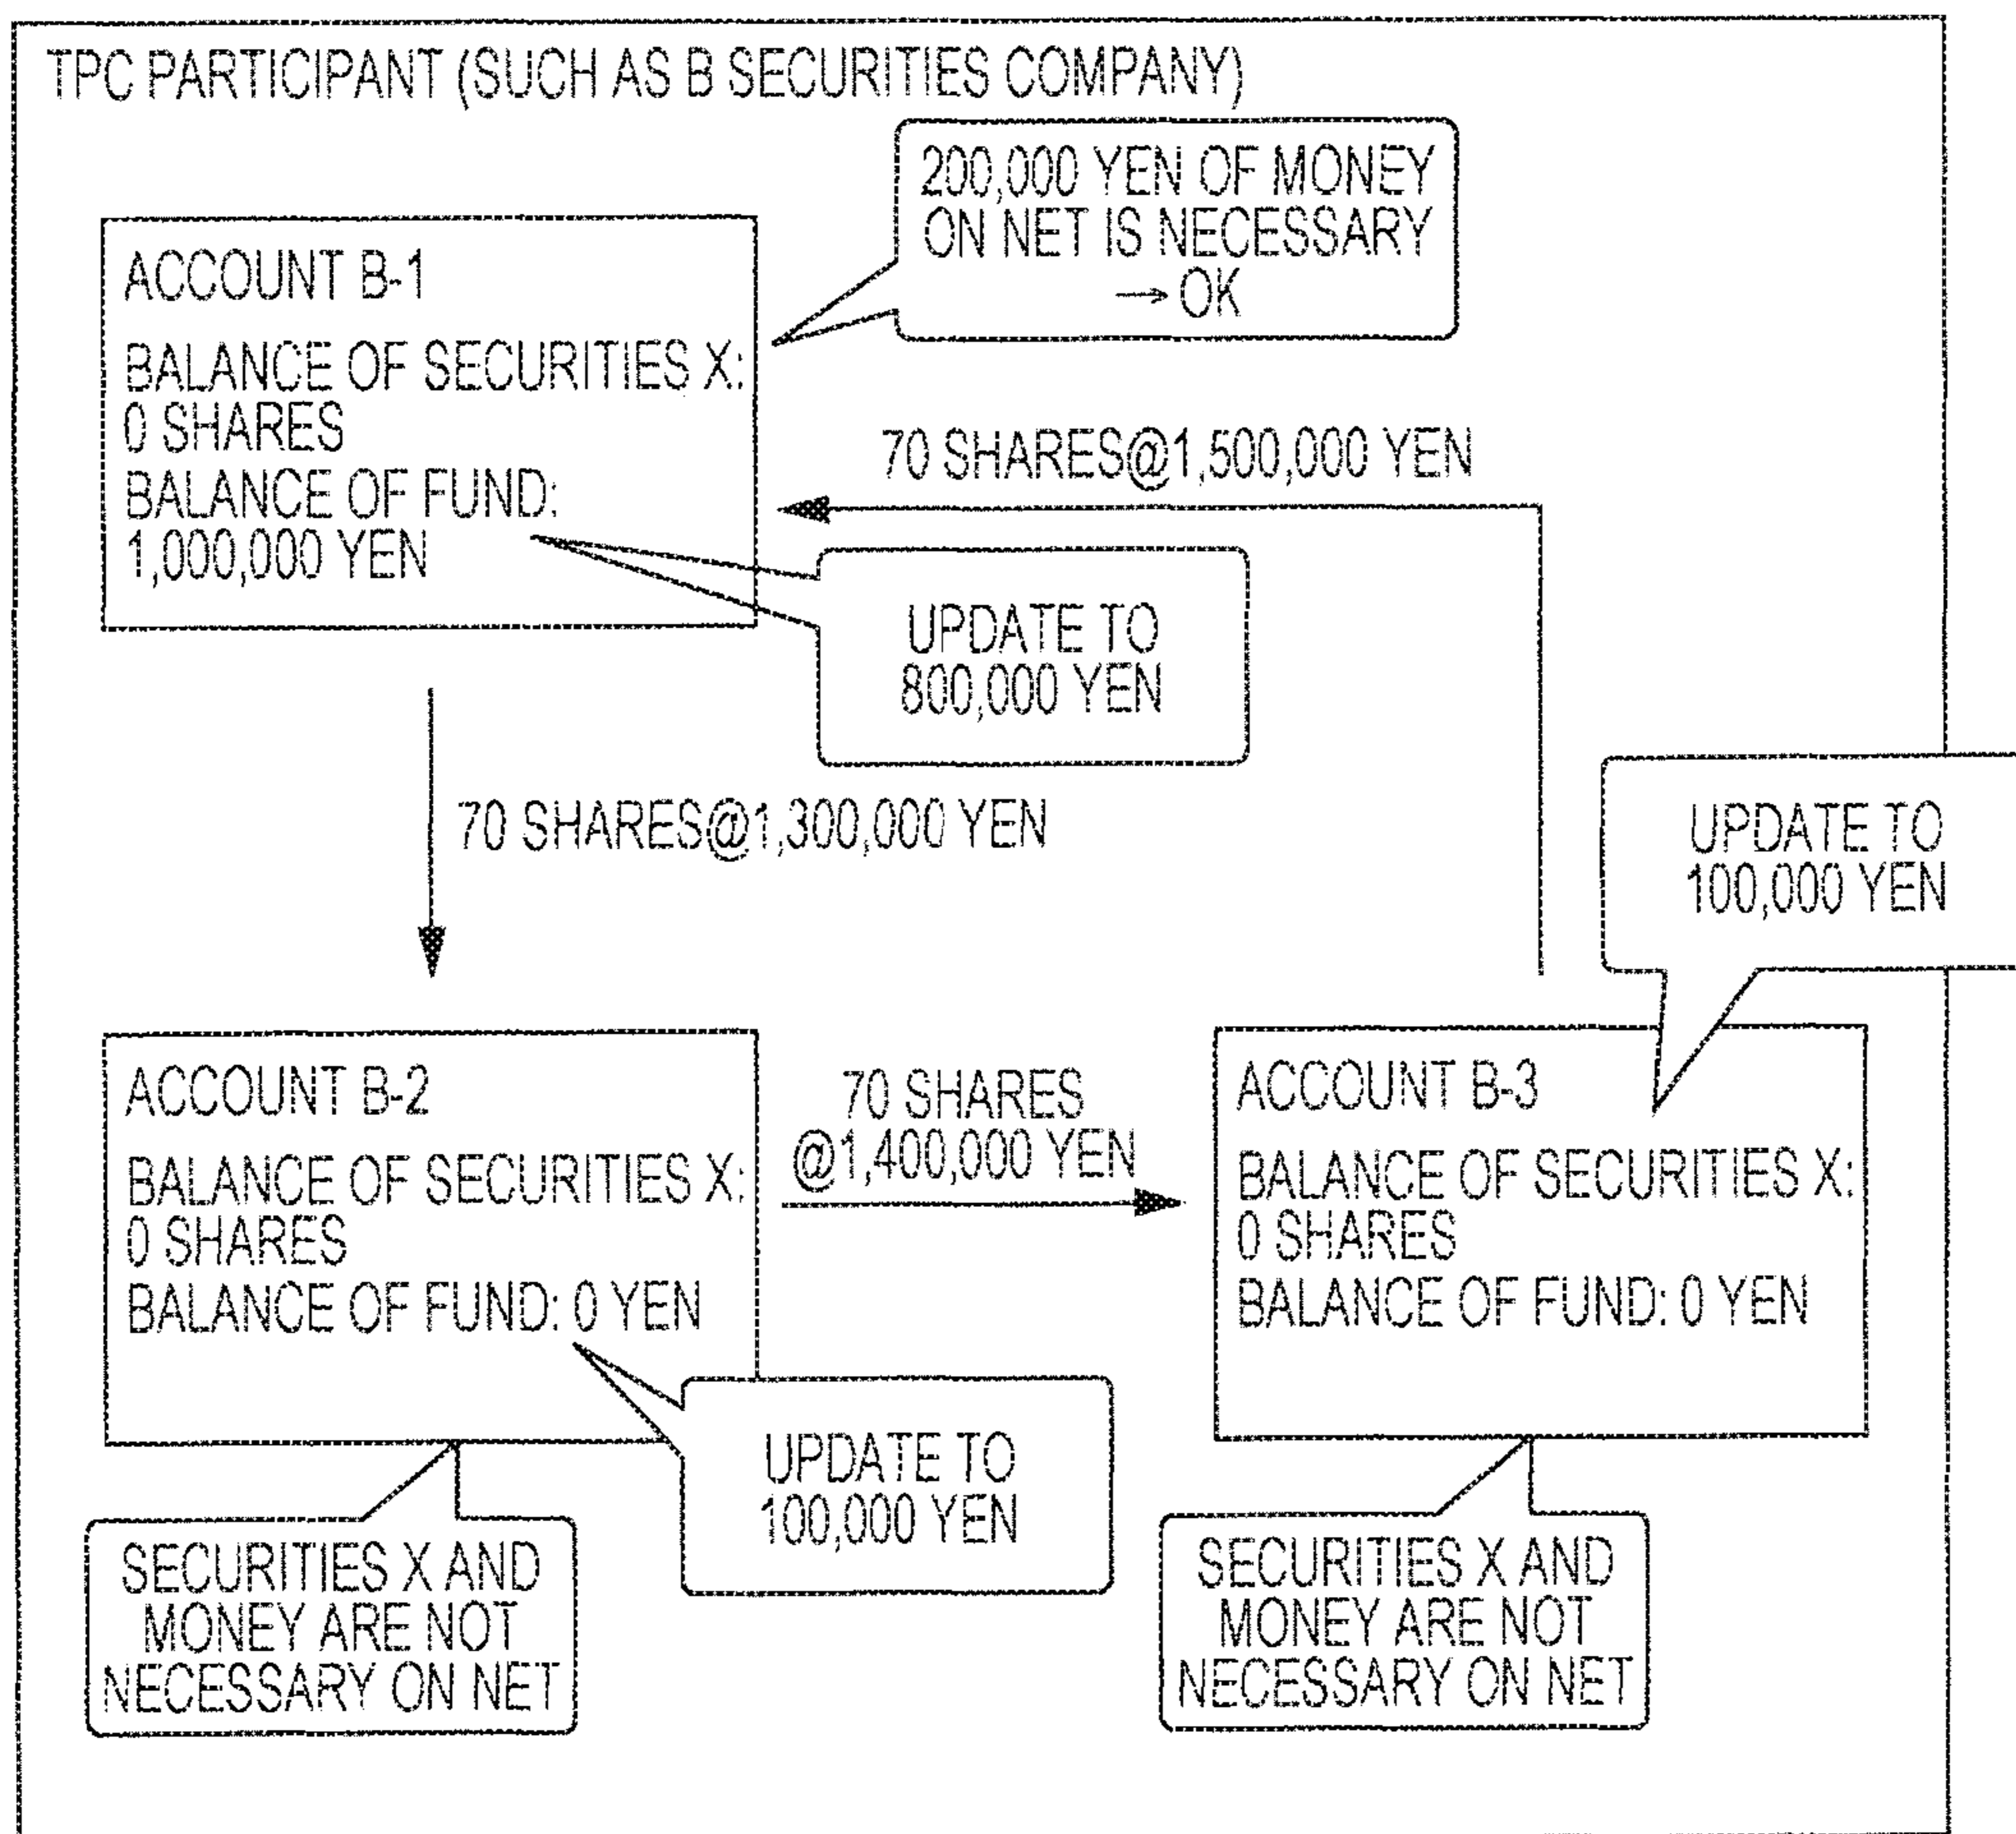 TPC PARTICIPANT (SUCH AS B SECURITIES COMPANY)
200,000 YEN OF MONEY
ON NET IS NECESSARY
→OK
ACCOUNT B-1
BALANCE OF SECURITIES X:
0 SHARES
BALANCE OF FUND:
1,000,000 YEN
70 SHARES@1,500,000 YEN
UPDATE TO
800,000 YEN
70 SHARES@1,300,000 YEN
UPDATE TO
100,000 YEN
ACCOUNT B-2
BALANCE OF SECURITIES X:
0 SHARES
BALANCE OF FUND: 0 YEN
70 SHARES
@1,400,000 YEN
ACCOUNT B-3
BALANCE OF SECURITIES X:
0 SHARES
BALANCE OF FUND: 0 YEN
UPDATE TO
100,000 YEN
SECURITIES X AND
MONEY ARE NOT
NECESSARY ON NET
SECURITIES X AND
MONEY ARE NOT
NECESSARY ON NET